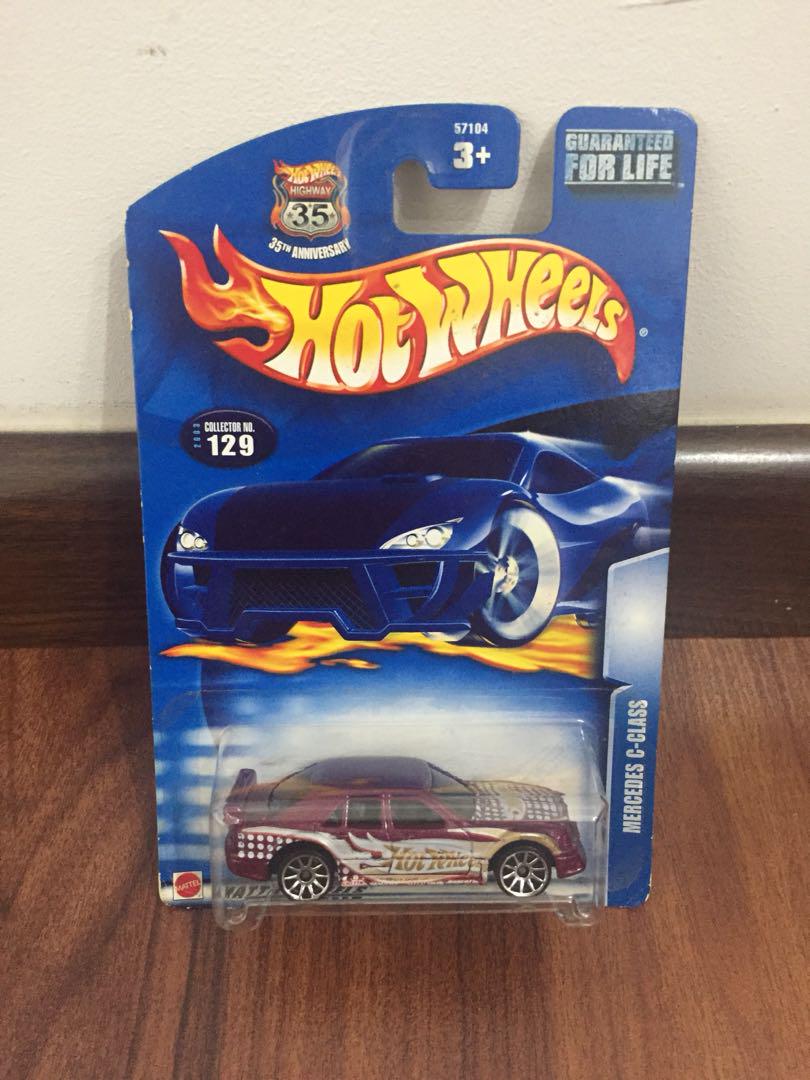 57104
3+
GUARANTEED
FOR LIFE™
HOT WHEELS
HIGHWAY
35
35TH ANNIVERSARY
HOT WHEELS®
2003
COLLECTOR NO.
129
MERCEDES C-CLASS
HOT WHEELS
MATTEL